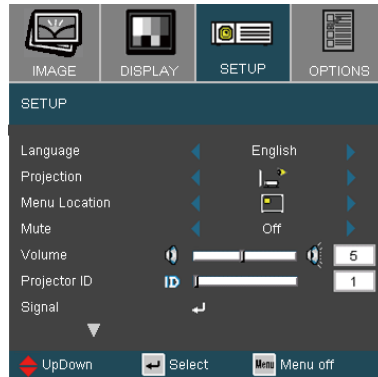 IMAGE DISPLAY SETUP OPTIONS
SETUP
Language English
Projection
Menu Location
Mute Off
Volume 5
Projector ID ID 1
Signal
UpDown Select Menu Menu off